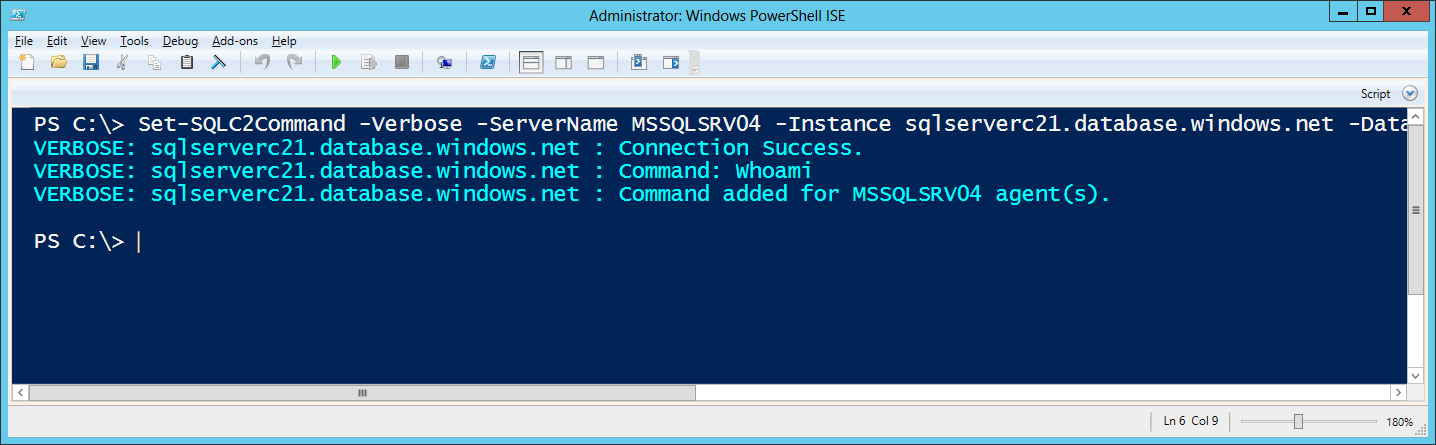 Administrator: Windows PowerShell ISE
File Edit View Tools Debug Add-ons Help
Script
PS C:\> Set-SQLC2Command -Verbose -ServerName MSSQLSRV04 -Instance sqlserverc21.database.windows.net -Data
VERBOSE: sqlserverc21.database.windows.net : Connection Success.
VERBOSE: sqlserverc21.database.windows.net : Command: Whoami
VERBOSE: sqlserverc21.database.windows.net : Command added for MSSQLSRV04 agent(s).
PS C:\>
Ln 6 Col 9 180%